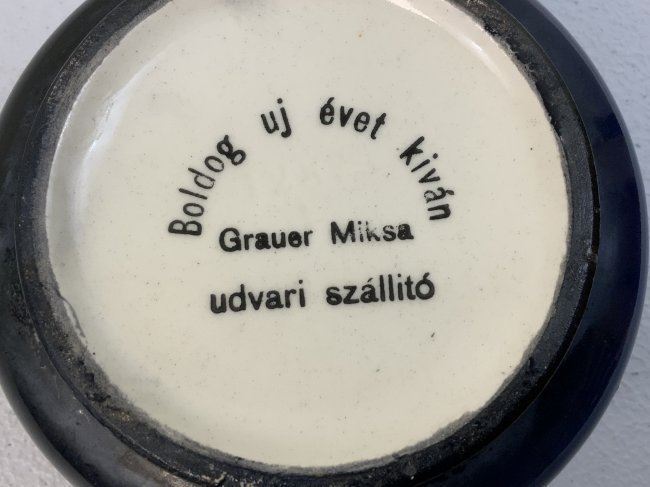 Boldog uj évet kiván
Grauer Miksa
udvari szállitó